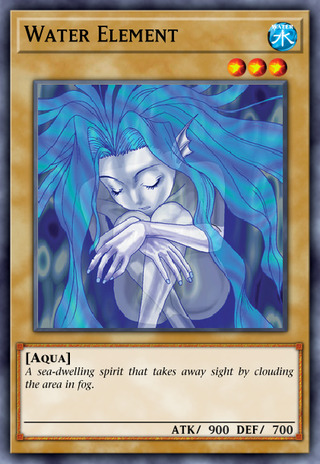 Water Element
WATER
水
[Aqua]
A sea-dwelling spirit that takes away sight by clouding
the area in fog.
ATK/ 900 DEF/ 700